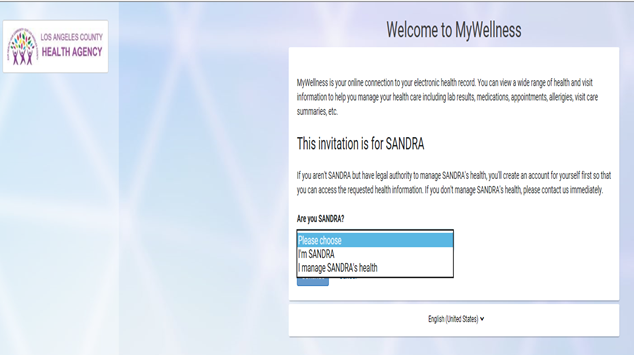 LOS ANGELES COUNTY
HEALTH AGENCY
Welcome to MyWellness
MyWellness is your online connection to your electronic health record. You can view a wide range of health and visit
information to help you manage your health care including lab results, medications, appointments, allerigies, visit care
summaries, etc.
This invitation is for SANDRA
If you aren't SANDRA but have legal authority to manage SANDRA's health, you'll create an account for yourself first so that
you can access the requested health information. If you don't manage SANDRA's health, please contact us immediately.
Are you SANDRA?
Please choose
I'm SANDRA
I manage SANDRA's health
English (United States)